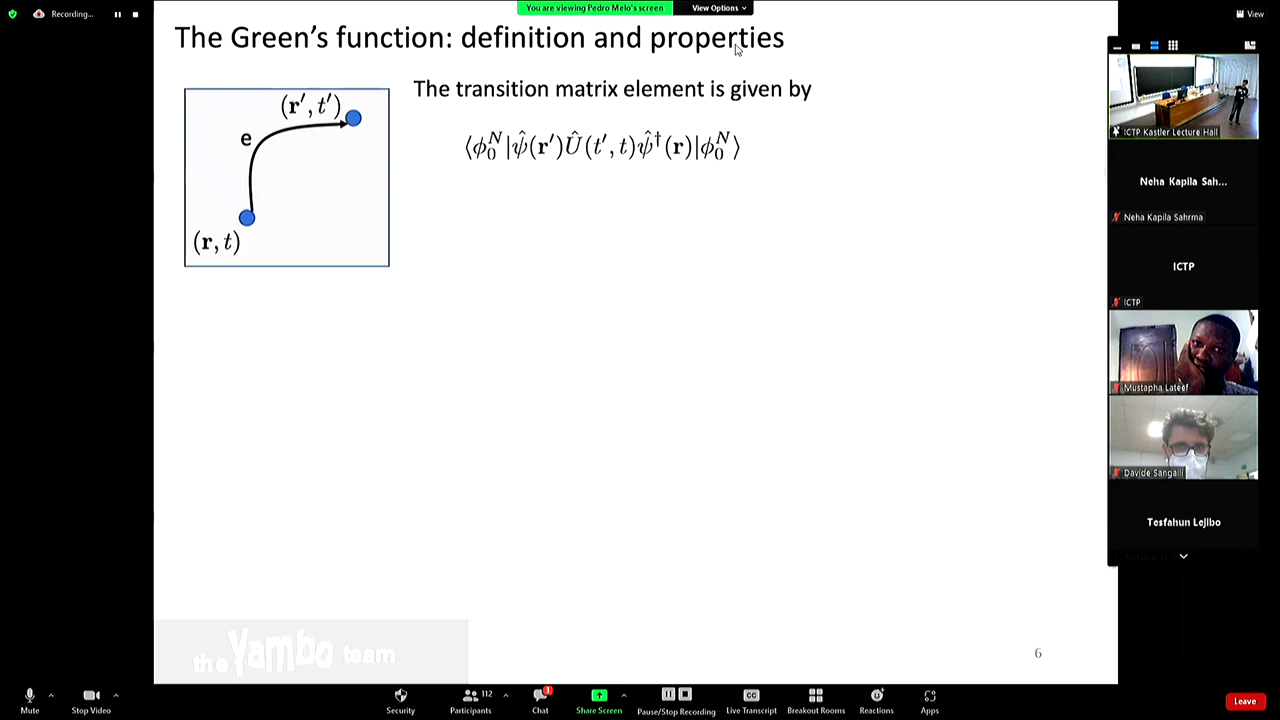 Recording...
You are viewing Pedro Melo's screen
View Options
View
The Green's function: definition and properties
The transition matrix element is given by
⟨ϕ₀ᴺ|ψ̂(r′)Û(t′, t)ψ̂†(r)|ϕ₀ᴺ⟩
(r′, t′)
e
(r, t)
ICTP Kastler Lecture Hall
Neha Kapila Sah...
Neha Kapila Sahrma
ICTP
ICTP
Mustapha Lateef
Davide Sangalli
Tesfahun Lejibo
the Yambo team
6
Mute
Stop Video
Security
112
Participants
3
Chat
Share Screen
Pause/Stop Recording
CC
Live Transcript
Breakout Rooms
Reactions
Apps
Leave